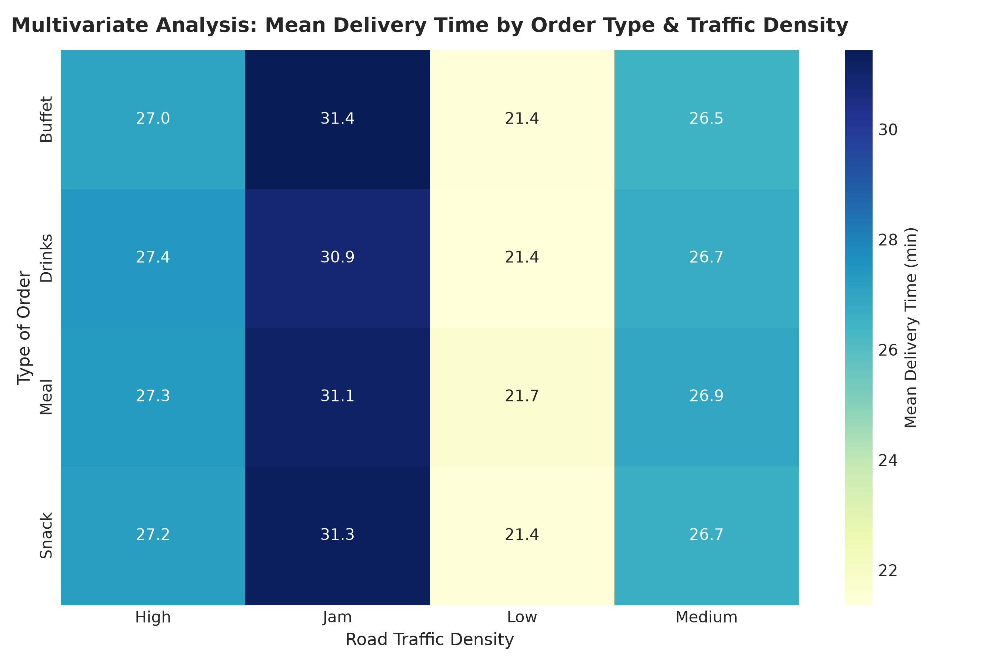 Multivariate Analysis: Mean Delivery Time by Order Type & Traffic Density
Type of Order
Buffet
27.0 31.4 21.4 26.5
Drinks
27.4 30.9 21.4 26.7
Meal
27.3 31.1 21.7 26.9
Snack
27.2 31.3 21.4 26.7
High Jam Low Medium
Road Traffic Density
30
28
26
24
22
Mean Delivery Time (min)